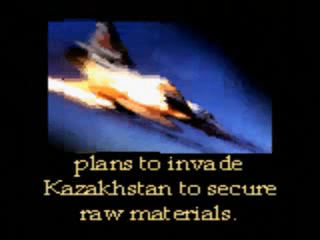 plans to invade
Kazakhstan to secure
raw materials.